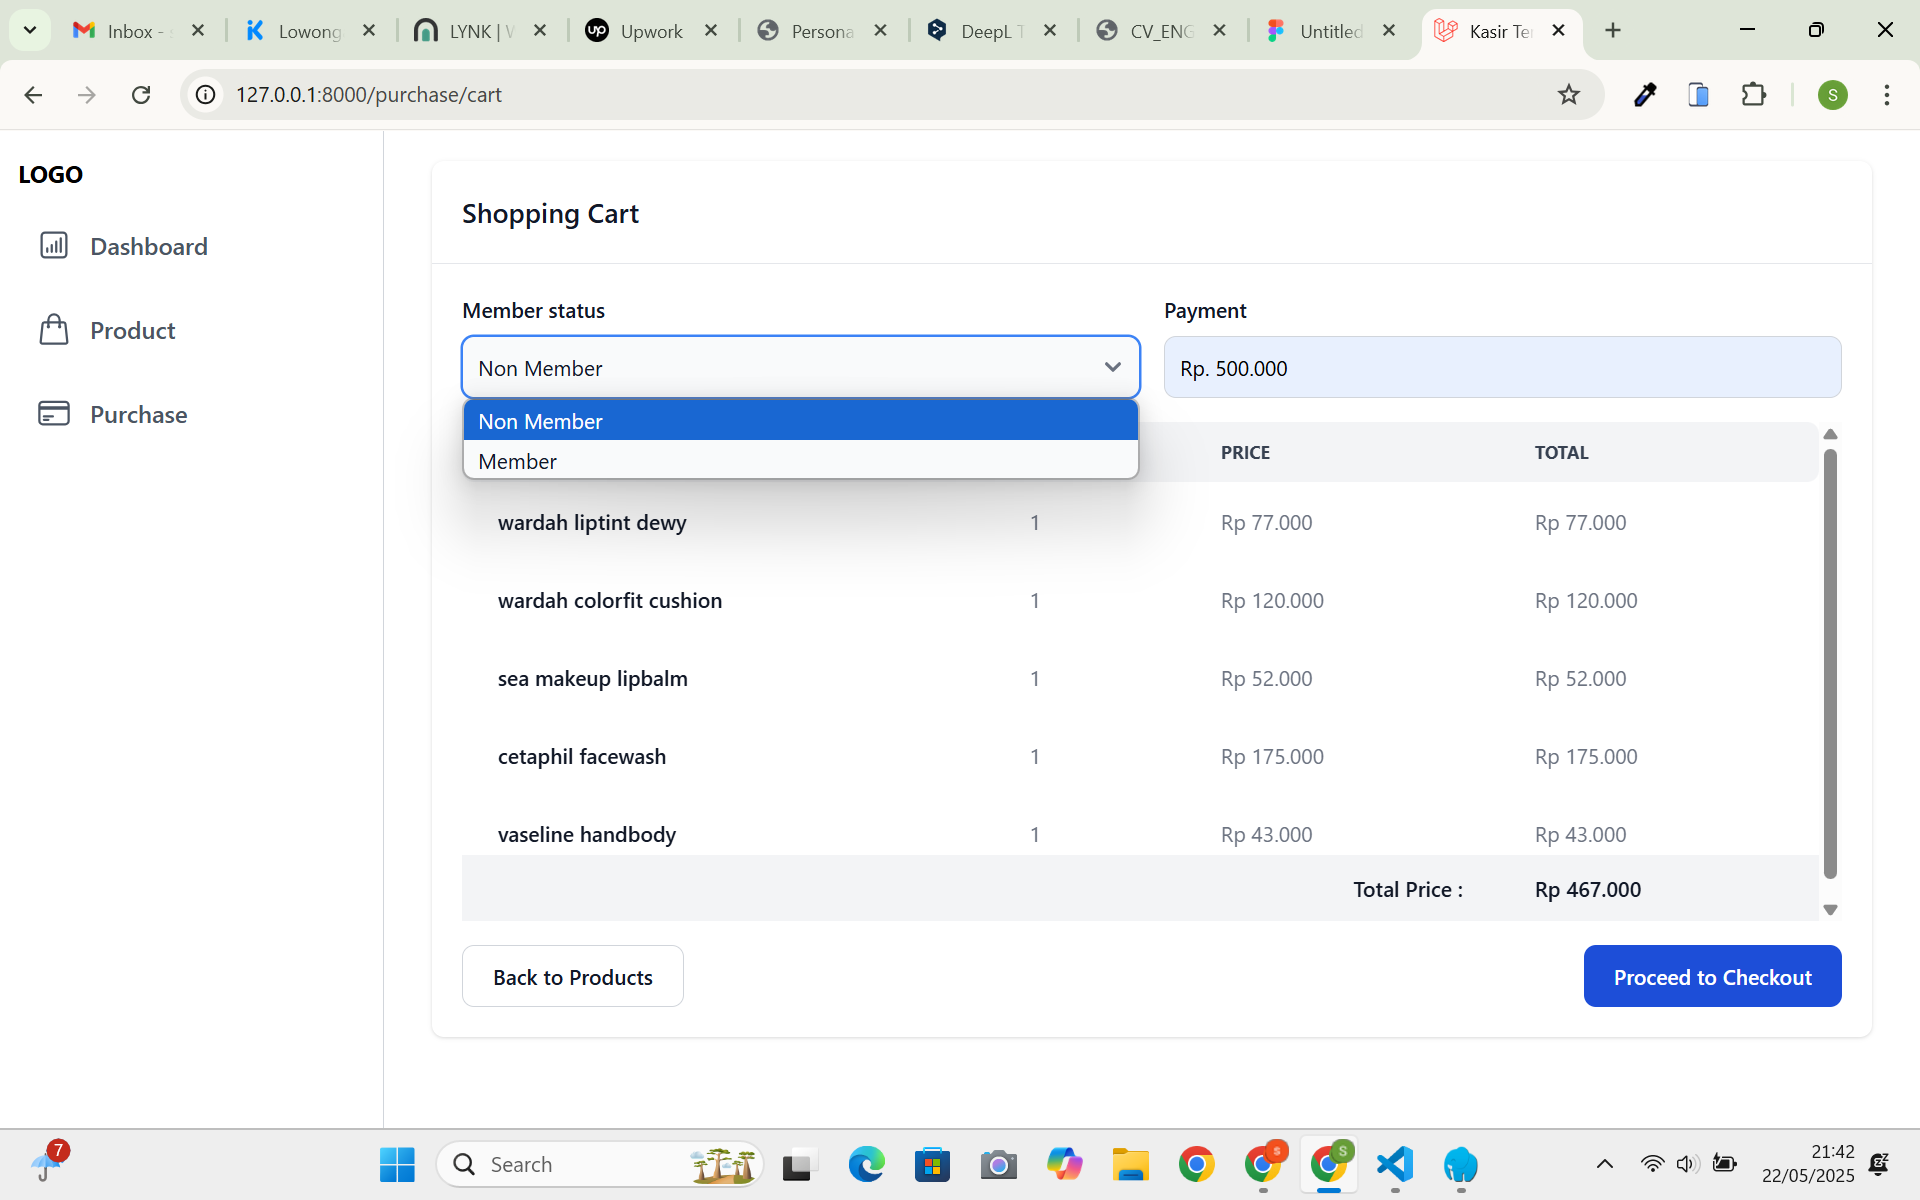 Inbox -
Lowong
LYNK |
Upwork
Persona
DeepL
CV_ENG
Untitled
Kasir Te
127.0.0.1:8000/purchase/cart
S
LOGO
Dashboard
Product
Purchase
Shopping Cart
Member status
Payment
Non Member
Rp. 500.000
Non Member
Member
PRICE
TOTAL
wardah liptint dewy 1 Rp 77.000 Rp 77.000
wardah colorfit cushion 1 Rp 120.000 Rp 120.000
sea makeup lipbalm 1 Rp 52.000 Rp 52.000
cetaphil facewash 1 Rp 175.000 Rp 175.000
vaseline handbody 1 Rp 43.000 Rp 43.000
Total Price : Rp 467.000
Back to Products
Proceed to Checkout
7
Search
S
S
21:42
22/05/2025